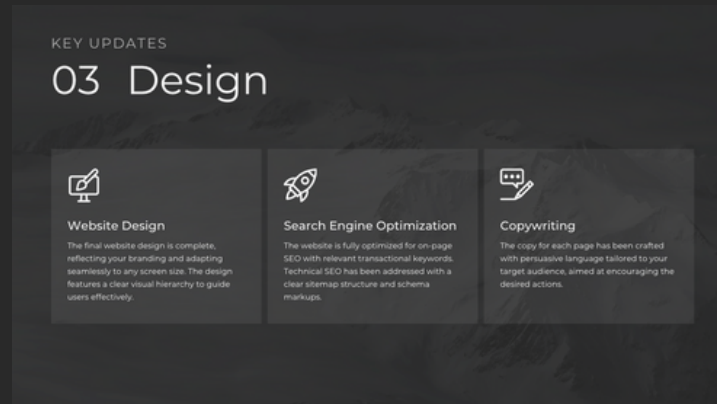 KEY UPDATES
03 Design
Website Design
The final website design is complete,
reflecting your branding and adapting
seamlessly to any screen size. The design
features a clear visual hierarchy to guide
users effectively.
Search Engine Optimization
The website is fully optimized for on-page
SEO with relevant transactional keywords.
Technical SEO has been addressed with a
clear sitemap structure and schema
markups.
Copywriting
The copy for each page has been crafted
with persuasive language tailored to your
target audience, aimed at encouraging the
desired actions.